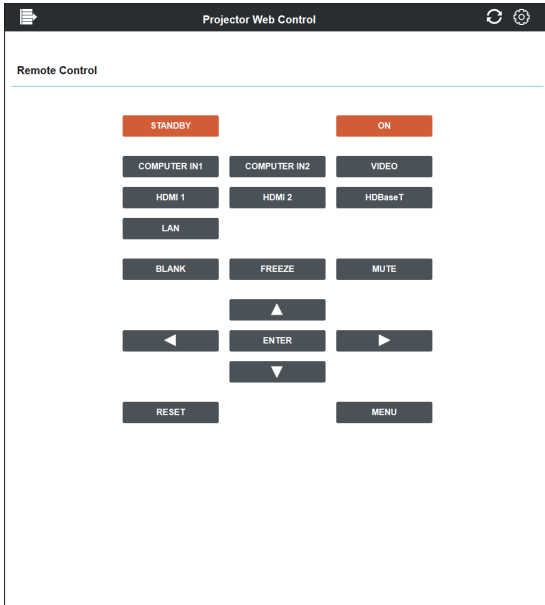 Projector Web Control
Remote Control
STANDBY ON
COMPUTER IN1 COMPUTER IN2 VIDEO
HDMI 1 HDMI 2 HDBaseT
LAN
BLANK FREEZE MUTE
ENTER
RESET MENU